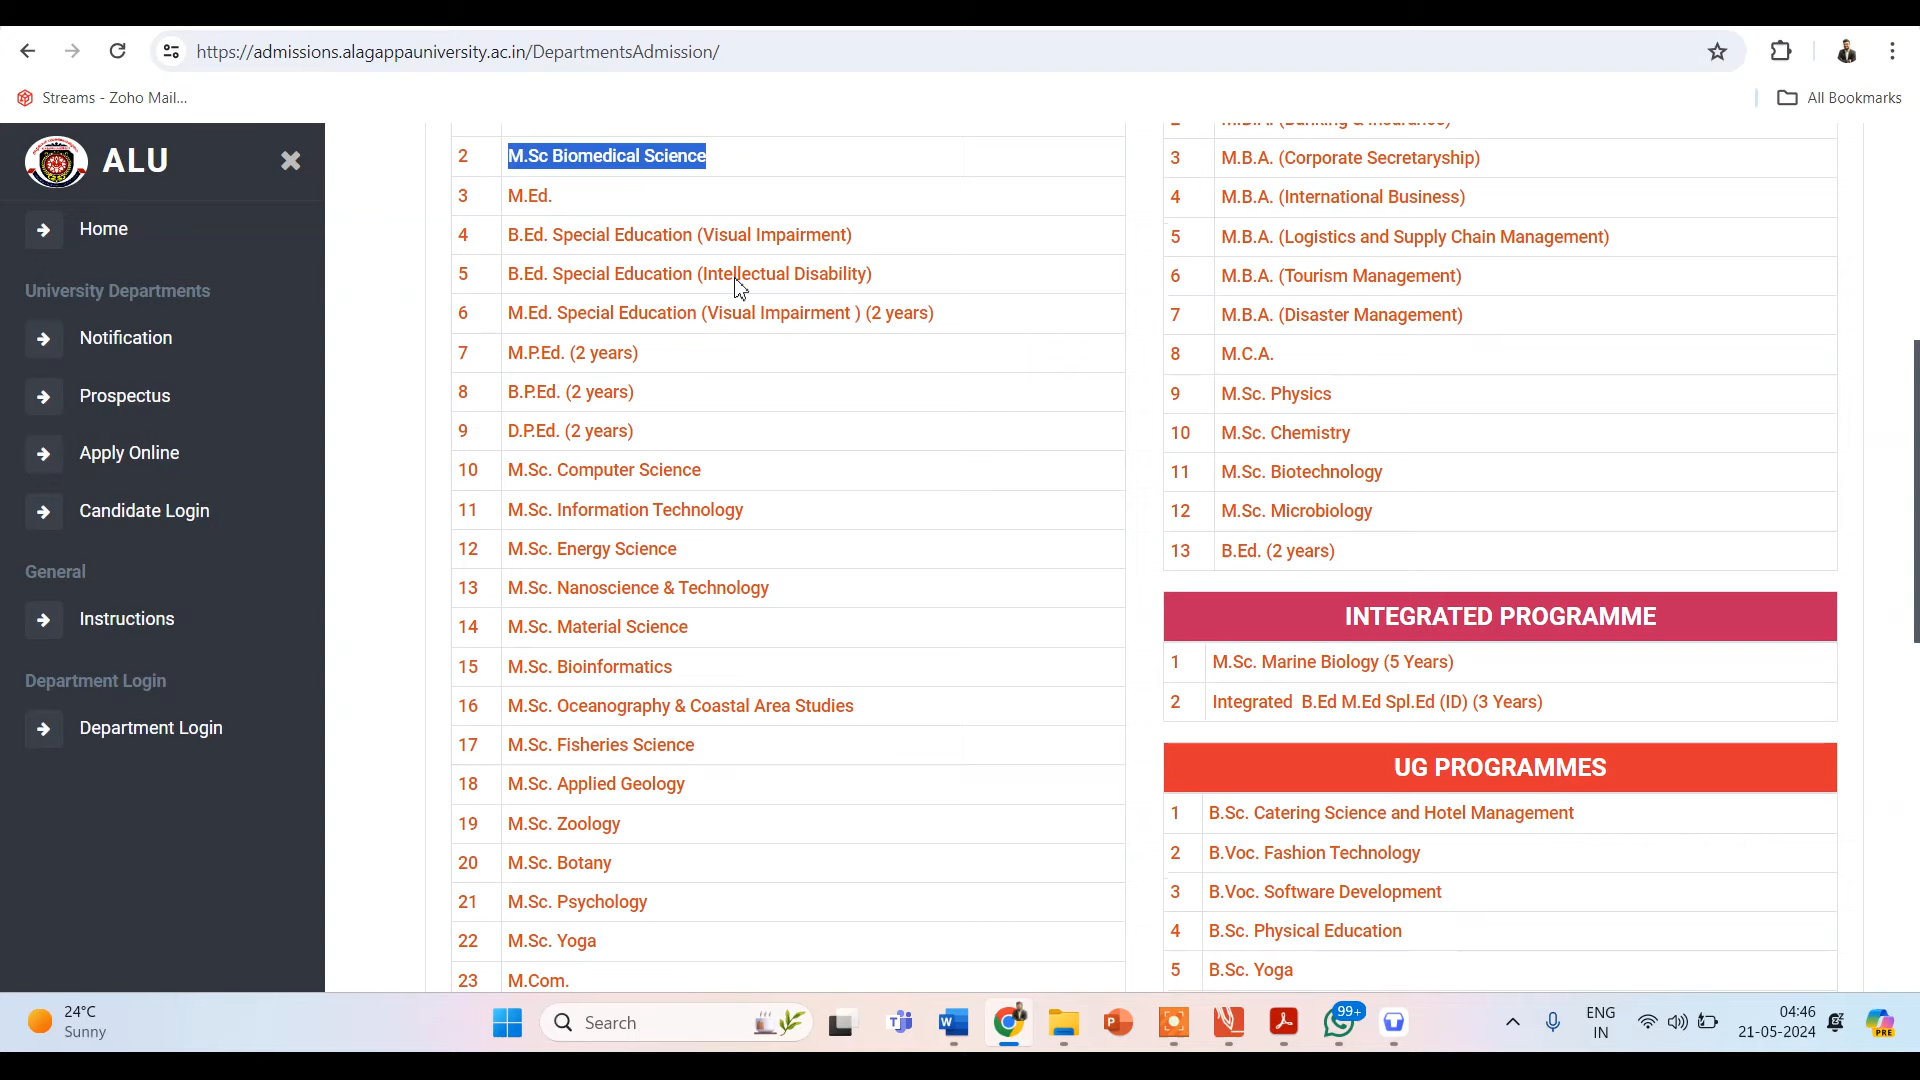 https://admissions.alagappauniversity.ac.in/DepartmentsAdmission/
Streams - Zoho Mail...
All Bookmarks
ALU
Home
University Departments
Notification
Prospectus
Apply Online
Candidate Login
General
Instructions
Department Login
Department Login
2 M.Sc Biomedical Science
3 M.Ed.
4 B.Ed. Special Education (Visual Impairment)
5 B.Ed. Special Education (Intellectual Disability)
6 M.Ed. Special Education (Visual Impairment ) (2 years)
7 M.P.Ed. (2 years)
8 B.P.Ed. (2 years)
9 D.P.Ed. (2 years)
10 M.Sc. Computer Science
11 M.Sc. Information Technology
12 M.Sc. Energy Science
13 M.Sc. Nanoscience & Technology
14 M.Sc. Material Science
15 M.Sc. Bioinformatics
16 M.Sc. Oceanography & Coastal Area Studies
17 M.Sc. Fisheries Science
18 M.Sc. Applied Geology
19 M.Sc. Zoology
20 M.Sc. Botany
21 M.Sc. Psychology
22 M.Sc. Yoga
23 M.Com.
2 M.B.A. (Banking & Insurance)
3 M.B.A. (Corporate Secretaryship)
4 M.B.A. (International Business)
5 M.B.A. (Logistics and Supply Chain Management)
6 M.B.A. (Tourism Management)
7 M.B.A. (Disaster Management)
8 M.C.A.
9 M.Sc. Physics
10 M.Sc. Chemistry
11 M.Sc. Biotechnology
12 M.Sc. Microbiology
13 B.Ed. (2 years)
INTEGRATED PROGRAMME
1 M.Sc. Marine Biology (5 Years)
2 Integrated B.Ed M.Ed Spl.Ed (ID) (3 Years)
UG PROGRAMMES
1 B.Sc. Catering Science and Hotel Management
2 B.Voc. Fashion Technology
3 B.Voc. Software Development
4 B.Sc. Physical Education
5 B.Sc. Yoga
24°C
Sunny
Search
99+
ENG
IN
04:46
21-05-2024
PRE